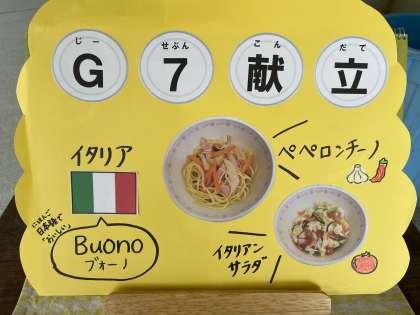 じー
せぶん
こん
だて
G
7
献
立
イタリア
ペペロンチーノ
にほんご
日本語で
"おいしい"
Buono
ブォーノ
イタリアン
サラダ